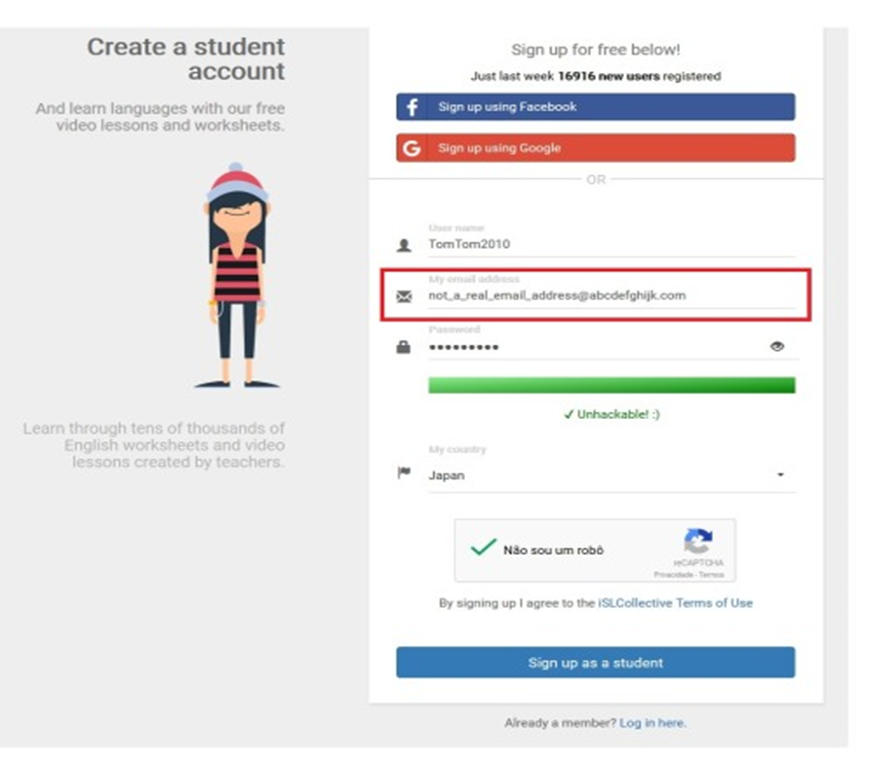 Create a student
account
And learn languages with our free
video lessons and worksheets.
Learn through tens of thousands of
English worksheets and video
lessons created by teachers.
Sign up for free below!
Just last week 16916 new users registered
f Sign up using Facebook
G Sign up using Google
OR
User name
TomTom2010
My email address
not_a_real_email_address@abcdefghijk.com
Password
•••••••••
✓ Unhackable! :)
My country
Japan
Não sou um robô
reCAPTCHA
Privacidade - Termos
By signing up I agree to the iSLCollective Terms of Use
Sign up as a student
Already a member? Log in here.